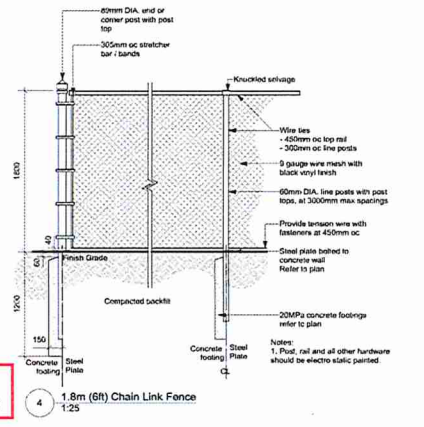 89mm DIA. end or
corner post with post
top
305mm oc stretcher
bar / bands
Knuckled selvage
Wire ties
- 450mm oc top rail
- 300mm oc line posts
9 gauge wire mesh with
black vinyl finish
60mm DIA. line posts with post
tops, at 3000mm max spacings
Provide tension wire with
fasteners at 450mm oc
Steel plate bolted to
concrete wall
Refer to plan
1800
40
60
Finish Grade
1200
Compacted backfill
150
20MPa concrete footings
refer to plan
Concrete Steel
footing Plate
Concrete Steel
footing Plate
Notes:
1. Post, rail and all other hardware
should be electro static painted.
4
1.8m (6ft) Chain Link Fence
1:25